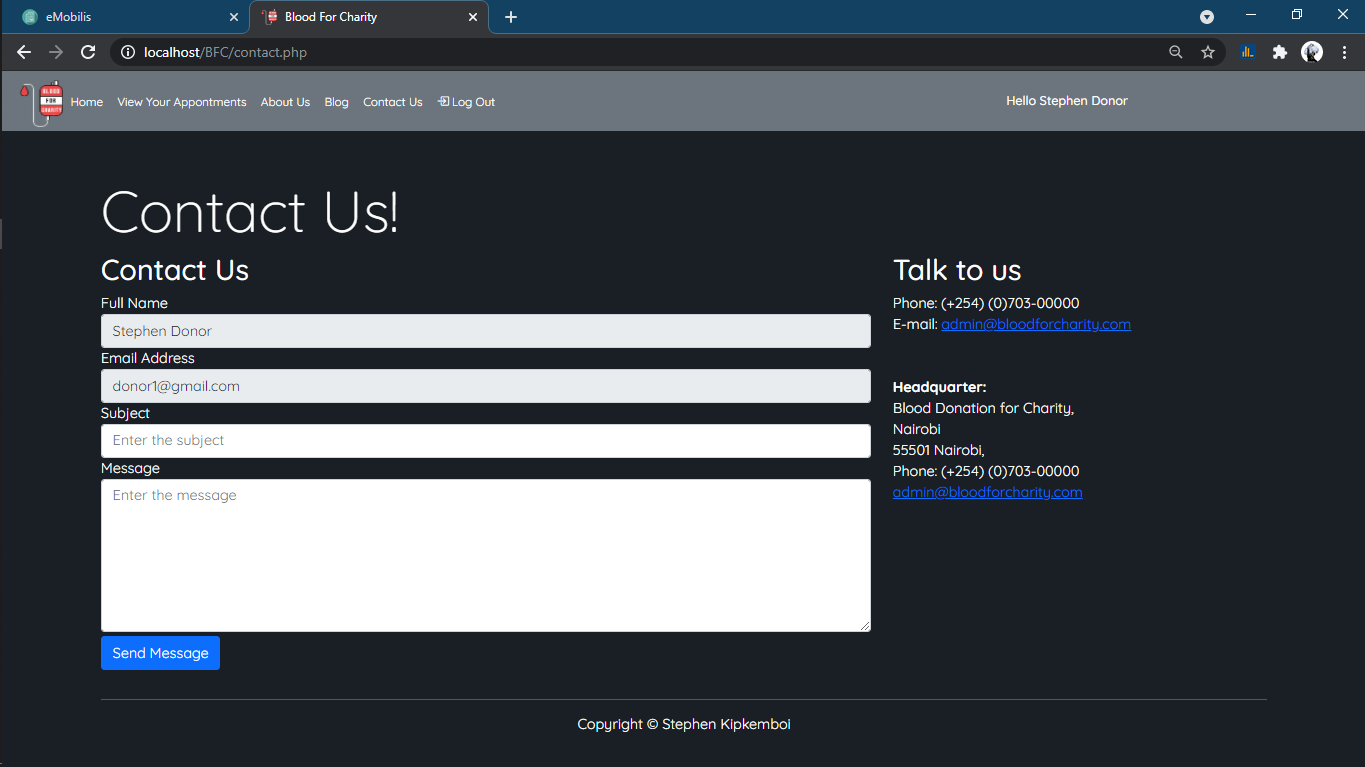 eMobilis
Blood For Charity
localhost/BFC/contact.php
BLOOD
FOR
CHARITY
Home View Your Appontments About Us Blog Contact Us Log Out
Hello Stephen Donor
Contact Us!
Contact Us
Full Name
Stephen Donor
Email Address
donor1@gmail.com
Subject
Enter the subject
Message
Enter the message
Send Message
Talk to us
Phone: (+254) (0)703-00000
E-mail: admin@bloodforcharity.com
Headquarter:
Blood Donation for Charity,
Nairobi
55501 Nairobi,
Phone: (+254) (0)703-00000
admin@bloodforcharity.com
Copyright © Stephen Kipkemboi